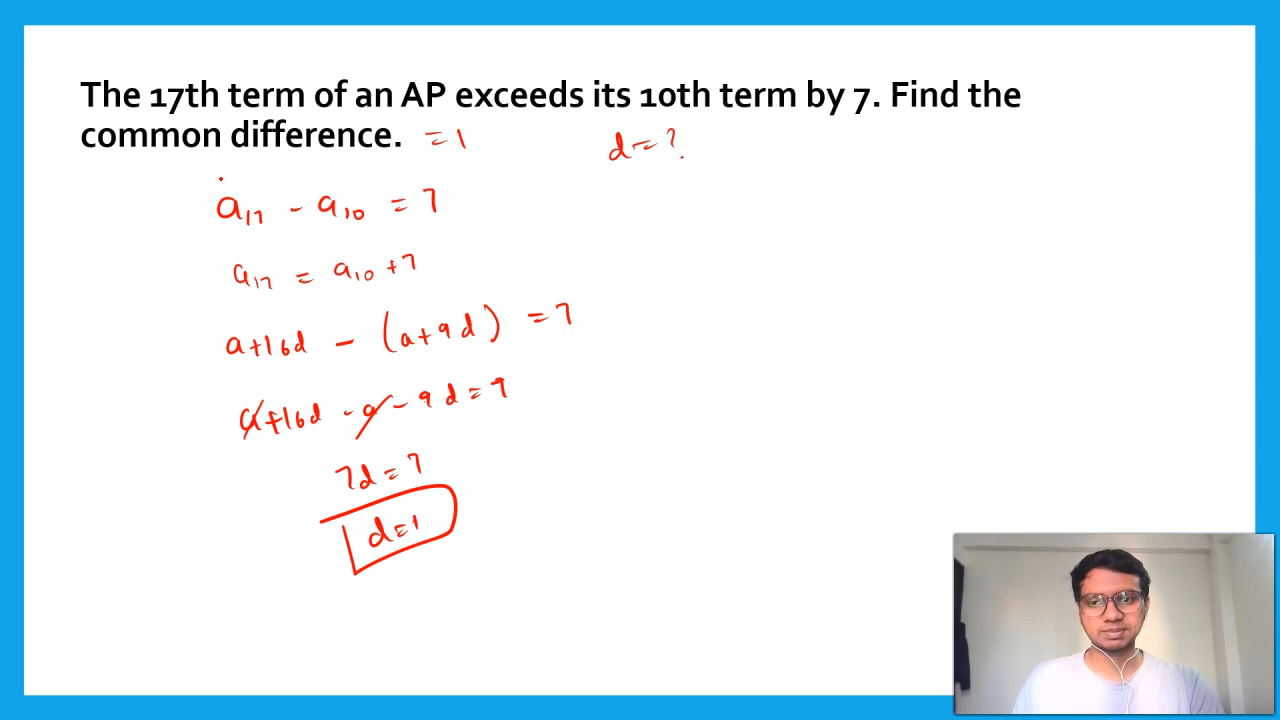 The 17th term of an AP exceeds its 10th term by 7. Find the
common difference. = 1
d = ?
a17 - a10 = 7
a17 = a10 + 7
a+16d - (a+9d) = 7
a+16d - a - 9d = 9
7d = 7
d = 1